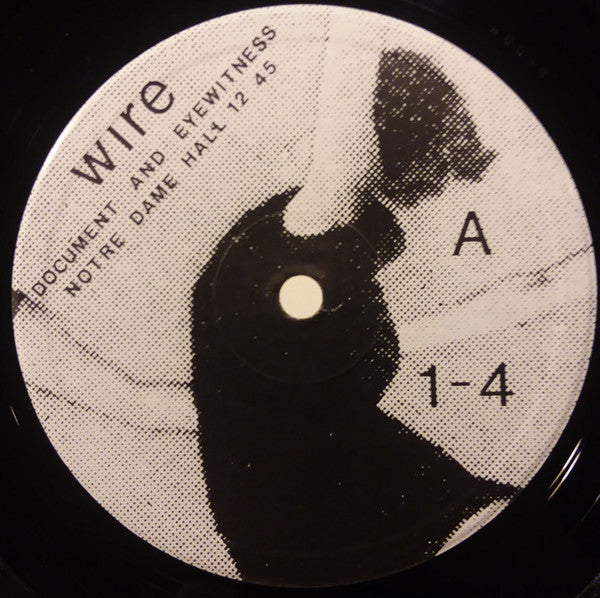 wire
DOCUMENT AND EYEWITNESS
NOTRE DAME HALL 12 45
A
1-4